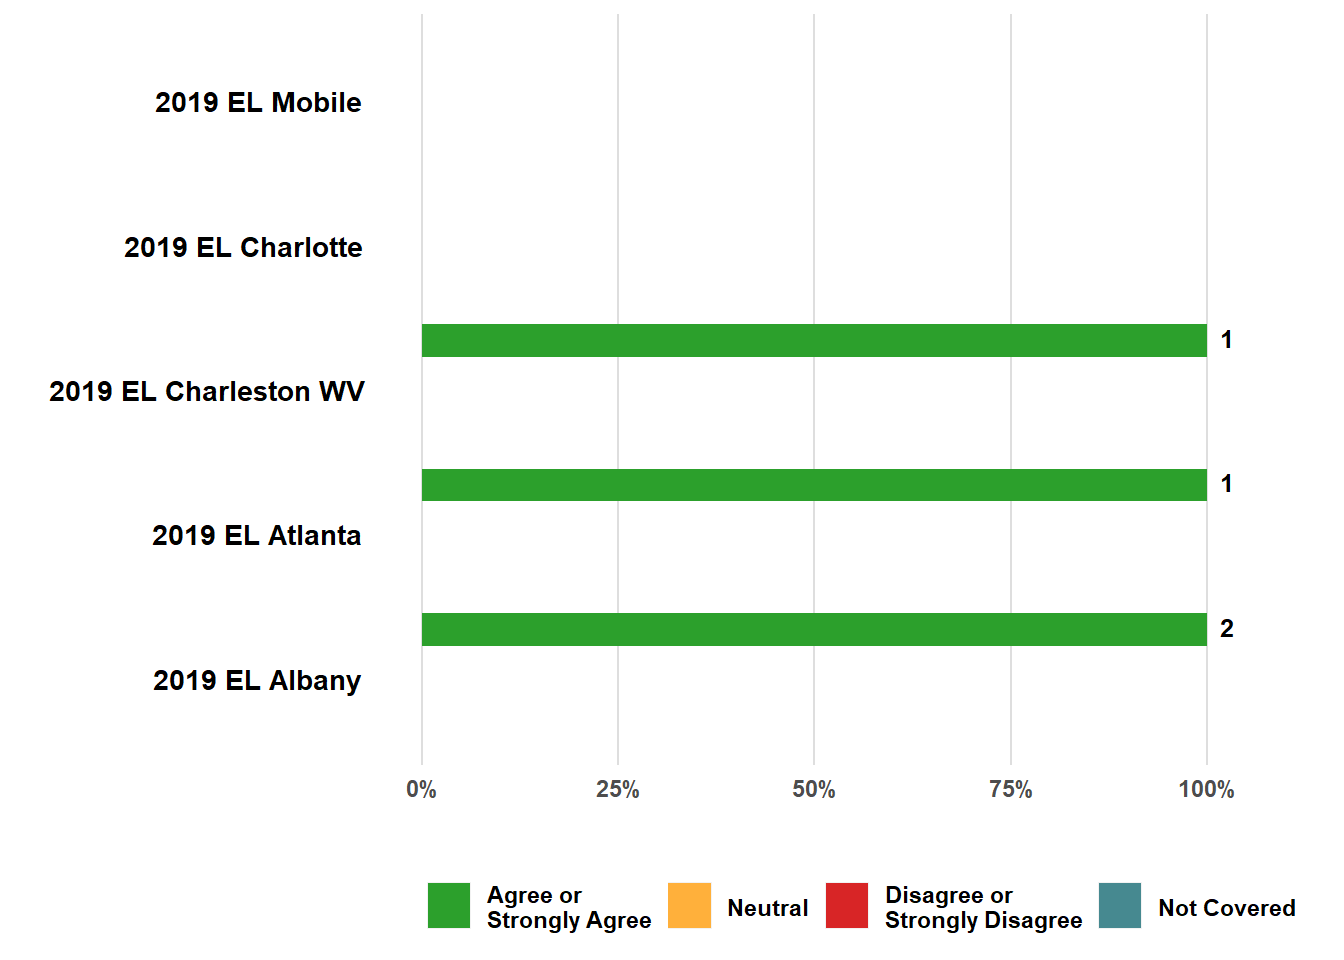 2019 EL Mobile
2019 EL Charlotte
1
2019 EL Charleston WV
1
2019 EL Atlanta
2
2019 EL Albany
0% 25% 50% 75% 100%
Agree or
Strongly Agree
Neutral
Disagree or
Strongly Disagree
Not Covered